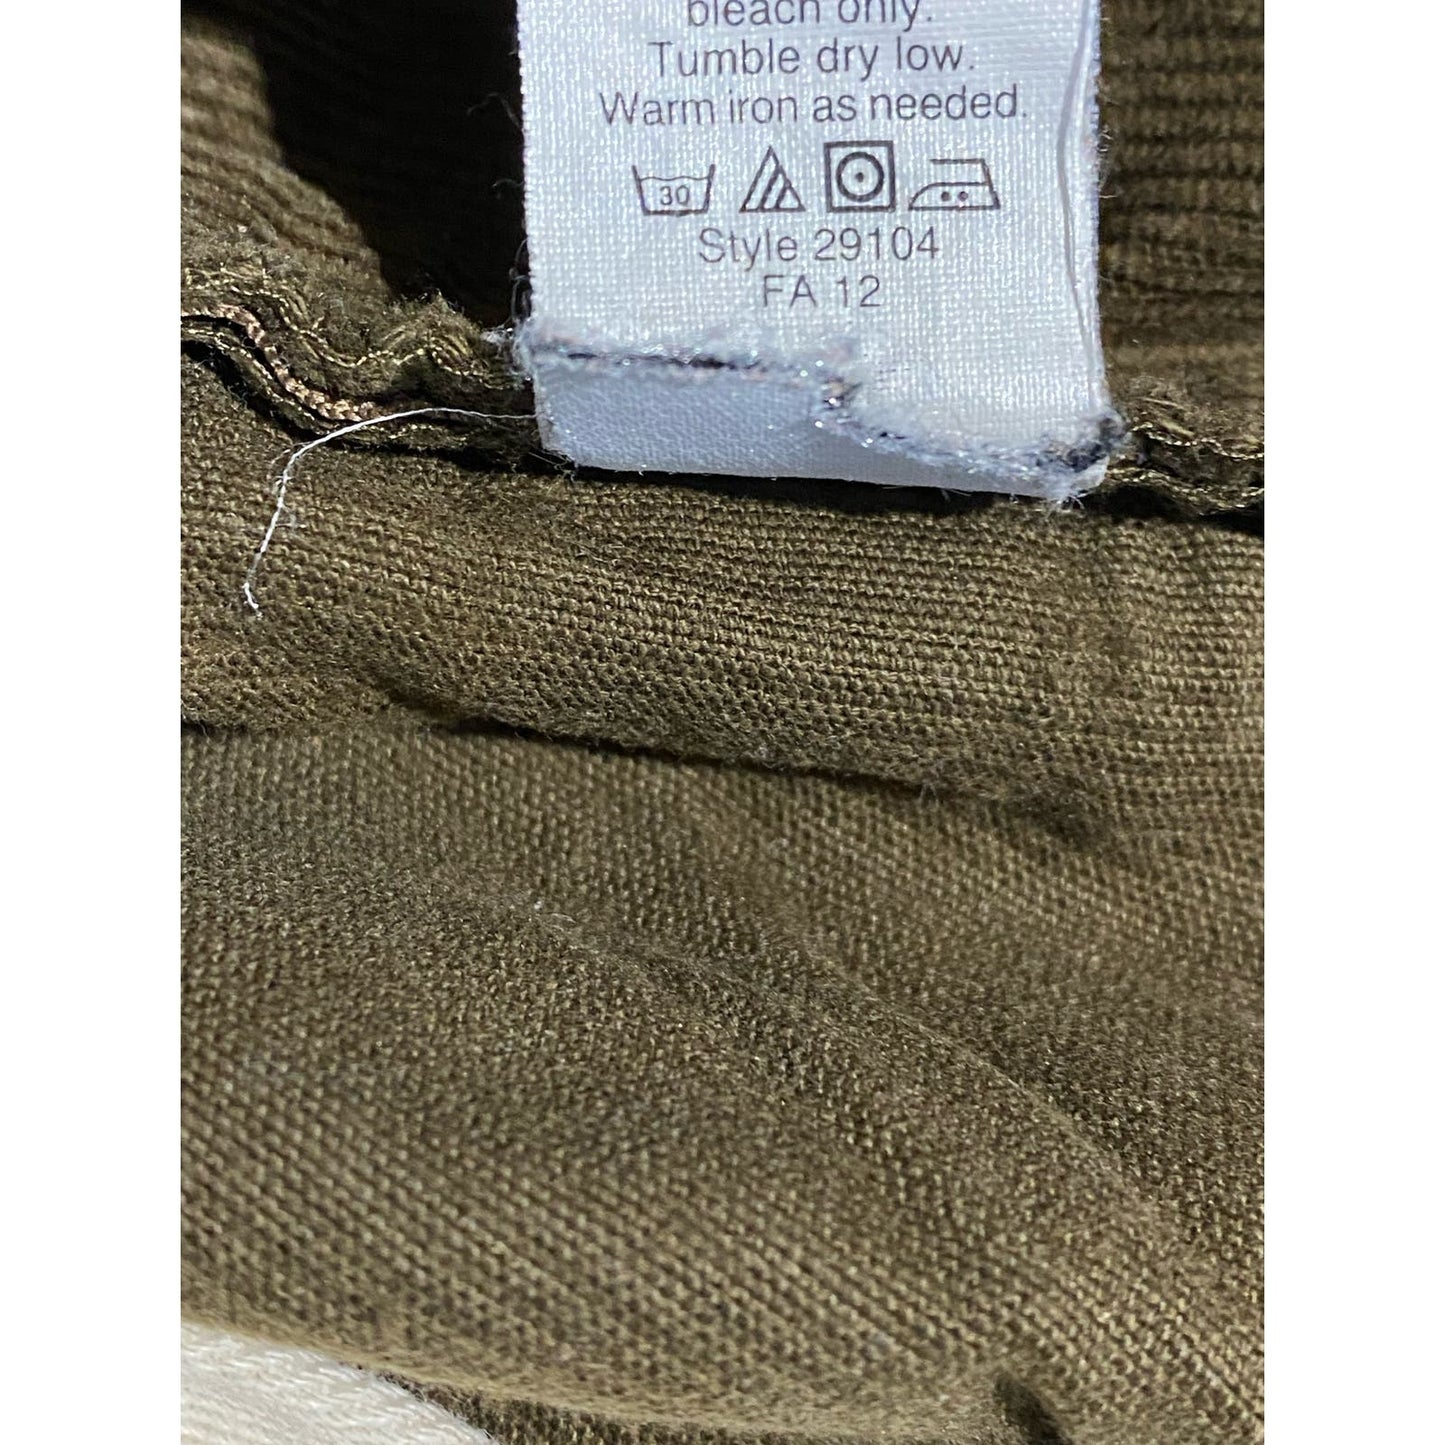 bleach only.
Tumble dry low.
Warm iron as needed.
30
Style 29104
FA 12